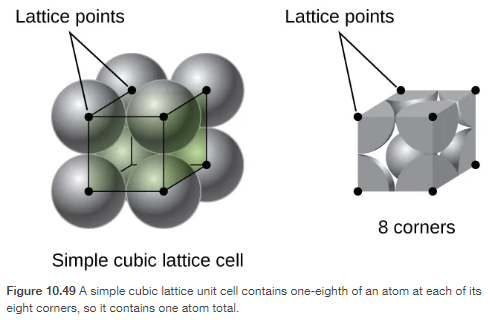 Lattice points
Lattice points
8 corners
Simple cubic lattice cell
Figure 10.49 A simple cubic lattice unit cell contains one-eighth of an atom at each of its
eight corners, so it contains one atom total.